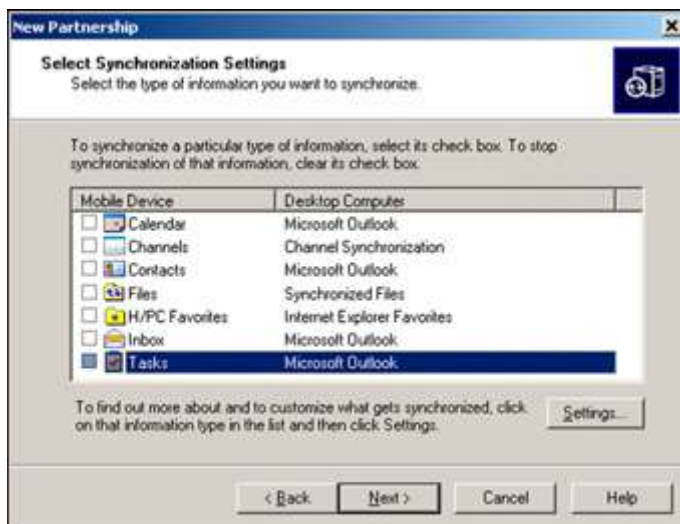 New Partnership
Select Synchronization Settings
Select the type of information you want to synchronize.
To synchronize a particular type of information, select its check box. To stop
synchronization of that information, clear its check box.
Mobile Device Desktop Computer
Calendar Microsoft Outlook
Channels Channel Synchronization
Contacts Microsoft Outlook
Files Synchronized Files
H/PC Favorites Internet Explorer Favorites
Inbox Microsoft Outlook
Tasks Microsoft Outlook
To find out more about and to customize what gets synchronized, click
on that information type in the list and then click Settings.
Settings...
< Back Next > Cancel Help